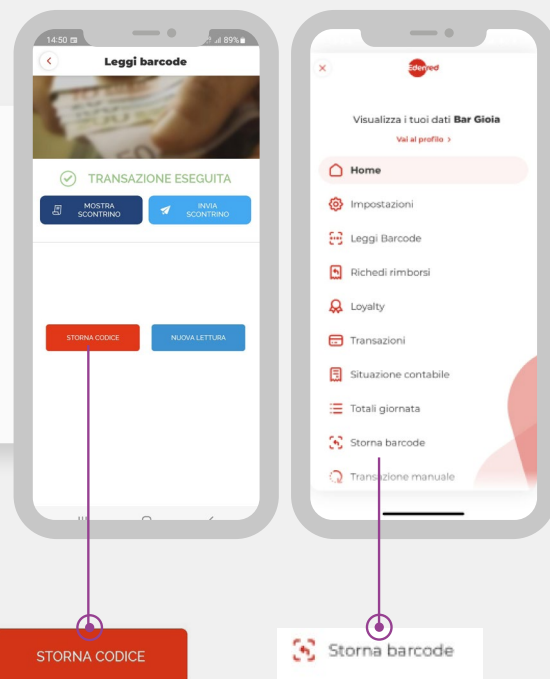 14:50
89%
Leggi barcode
TRANSAZIONE ESEGUITA
MOSTRA
SCONTRINO
INVIA
SCONTRINO
STORNA CODICE
NUOVA LETTURA
STORNA CODICE
Edenred
Visualizza i tuoi dati Bar Gioia
Vai al profilo >
Home
Impostazioni
Leggi Barcode
Richedi rimborsi
Loyalty
Transazioni
Situazione contabile
Totali giornata
Storna barcode
Transazione manuale
Storna barcode